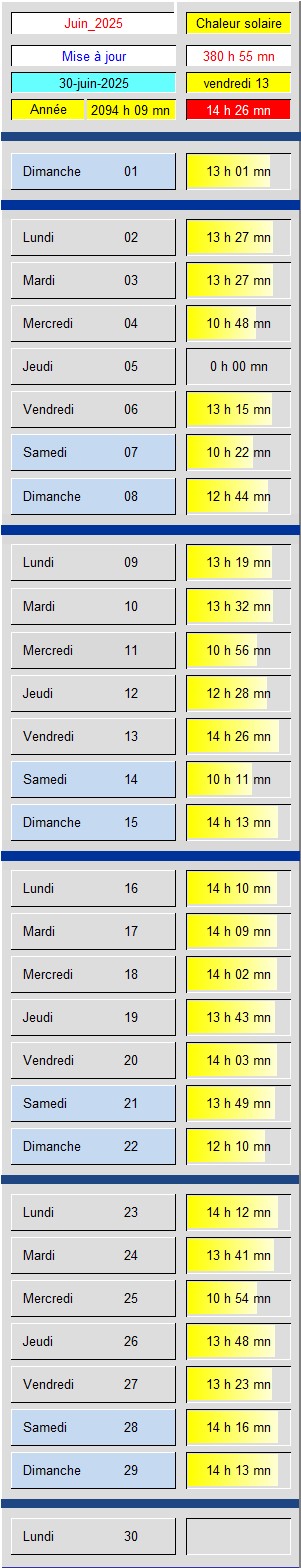 Juin_2025 Chaleur solaire
Mise à jour 380 h 55 mn
30-juin-2025 vendredi 13
Année 2094 h 09 mn 14 h 26 mn
Dimanche 01 13 h 01 mn
Lundi 02 13 h 27 mn
Mardi 03 13 h 27 mn
Mercredi 04 10 h 48 mn
Jeudi 05 0 h 00 mn
Vendredi 06 13 h 15 mn
Samedi 07 10 h 22 mn
Dimanche 08 12 h 44 mn
Lundi 09 13 h 19 mn
Mardi 10 13 h 32 mn
Mercredi 11 10 h 56 mn
Jeudi 12 12 h 28 mn
Vendredi 13 14 h 26 mn
Samedi 14 10 h 11 mn
Dimanche 15 14 h 13 mn
Lundi 16 14 h 10 mn
Mardi 17 14 h 09 mn
Mercredi 18 14 h 02 mn
Jeudi 19 13 h 43 mn
Vendredi 20 14 h 03 mn
Samedi 21 13 h 49 mn
Dimanche 22 12 h 10 mn
Lundi 23 14 h 12 mn
Mardi 24 13 h 41 mn
Mercredi 25 10 h 54 mn
Jeudi 26 13 h 48 mn
Vendredi 27 13 h 23 mn
Samedi 28 14 h 16 mn
Dimanche 29 14 h 13 mn
Lundi 30